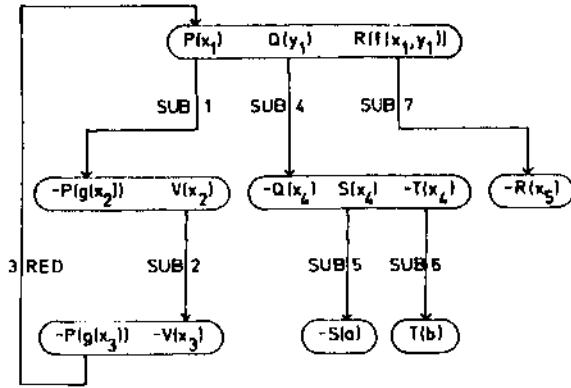 P(x₁) Q(y₁) R(f(x₁,y₁))
SUB 1 SUB 4 SUB 7
-P(g(x₂)) V(x₂) -Q(x₄) S(x₄) -T(x₄) -R(x₅)
3 RED SUB 2 SUB 5 SUB 6
-P(g(x₃)) -V(x₃) -S(a) T(b)